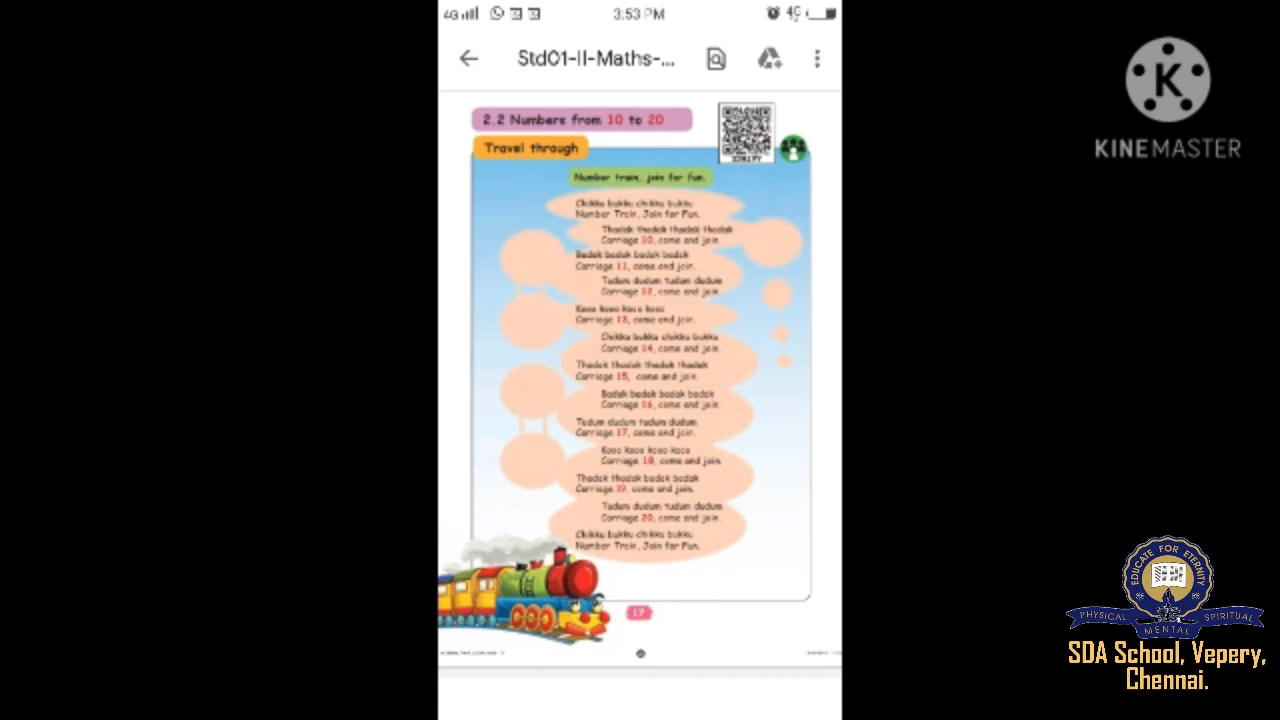 4G 3:53 PM 4G
Std01-II-Maths-...
K
KINEMASTER
2.2 Numbers from 10 to 20
Travel through
Number train, join for fun.
Chikku bukku chikku bukku
Number Train, Join for Fun.
Thadak thadak thadak thadak
Carriage 10, come and join.
Badak badak badak badak
Carriage 11, come and join.
Tudum dudum tudum dudum
Carriage 12, come and join.
Kooo kooo kooo kooo
Carriage 13, come and join.
Chikku bukku chikku bukku
Carriage 14, come and join.
Thadak thadak thadak thadak
Carriage 15, come and join.
Badak badak badak badak
Carriage 16, come and join.
Tudum dudum tudum dudum
Carriage 17, come and join.
Kooo kooo kooo kooo
Carriage 18, come and join.
Thadak thadak badak badak
Carriage 19, come and join.
Tudum dudum tudum dudum
Carriage 20, come and join.
Chikku bukku chikku bukku
Number Train, Join for Fun.
17
EDUCATE FOR ETERNITY
PHYSICAL MENTAL SPIRITUAL
SDA School, Vepery,
Chennai.